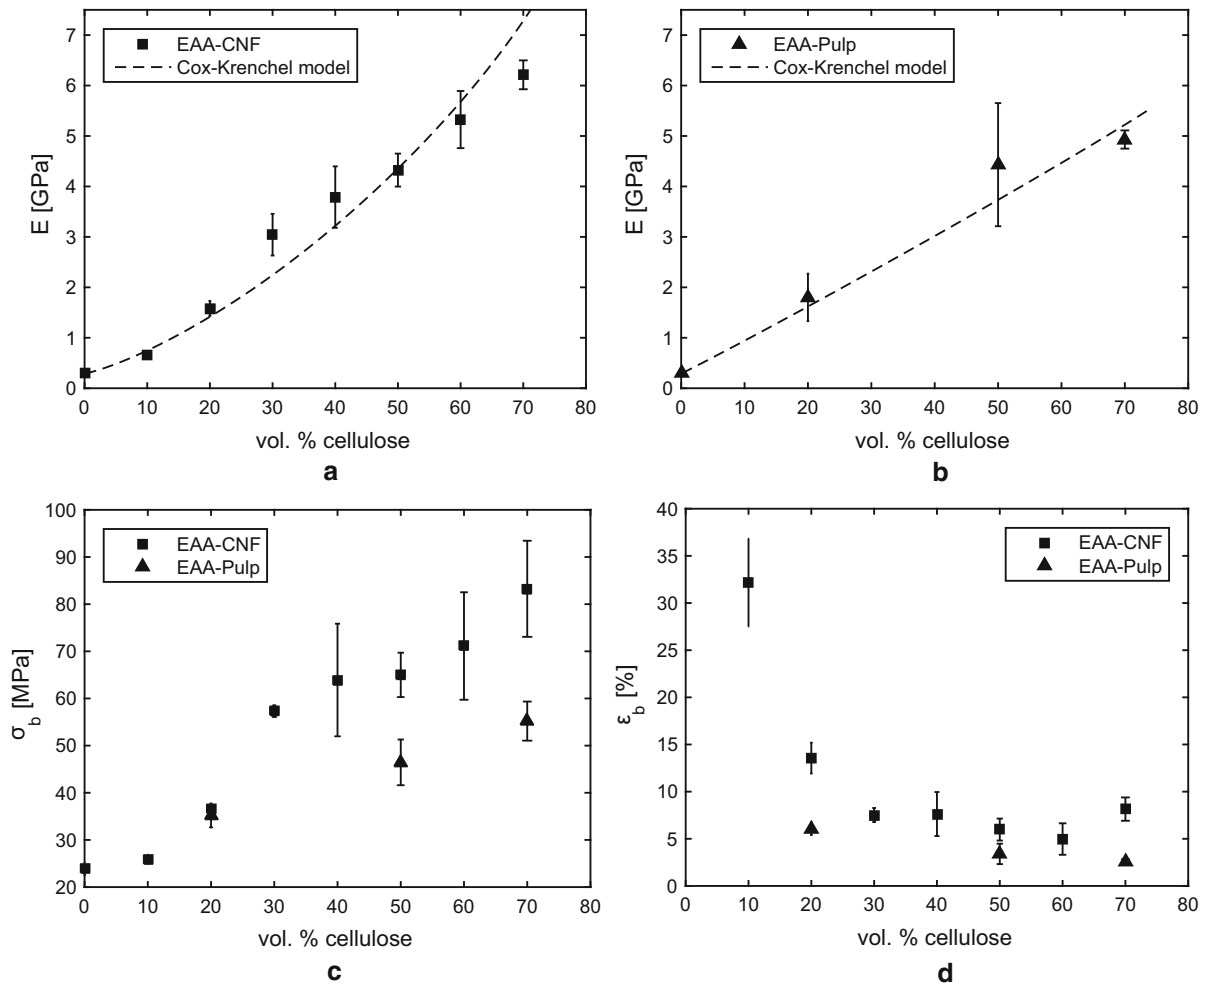 7
6
5
4
3
2
1
0
E [GPa]
EAA-CNF
Cox-Krenchel model
0 10 20 30 40 50 60 70 80
vol. % cellulose
a
7
6
5
4
3
2
1
0
E [GPa]
EAA-Pulp
Cox-Krenchel model
0 10 20 30 40 50 60 70 80
vol. % cellulose
b
100
90
80
70
60
50
40
30
20
σb [MPa]
EAA-CNF
EAA-Pulp
0 10 20 30 40 50 60 70 80
vol. % cellulose
c
40
35
30
25
20
15
10
5
0
εb [%]
EAA-CNF
EAA-Pulp
0 10 20 30 40 50 60 70 80
vol. % cellulose
d